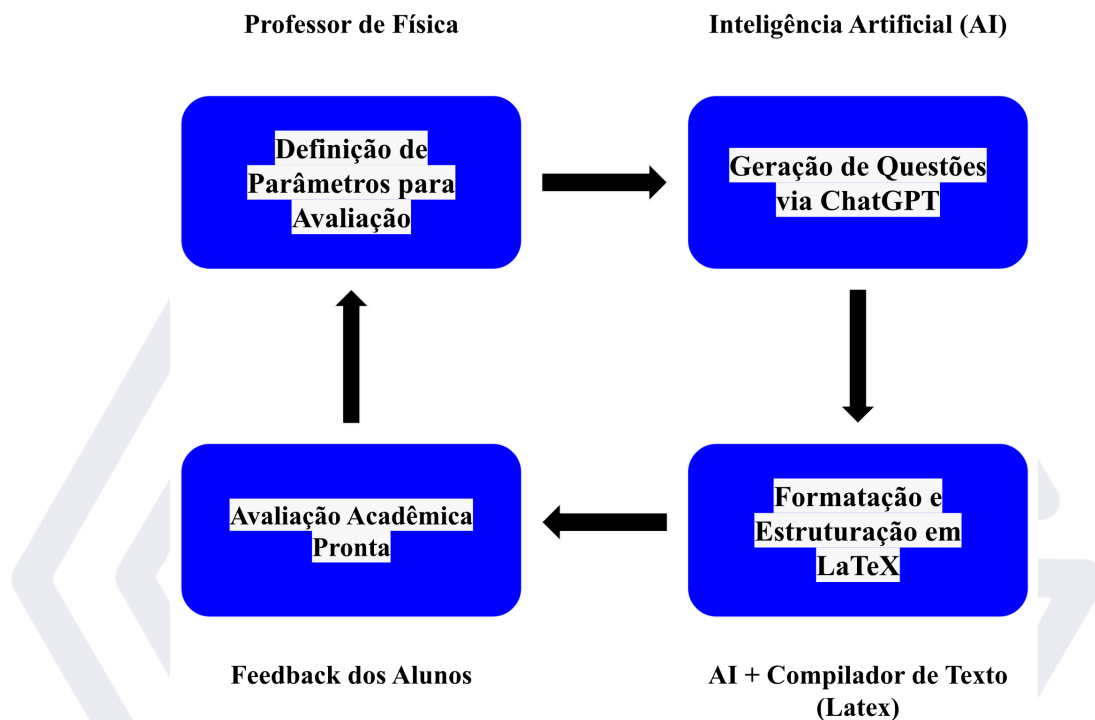 Professor de Física
Inteligência Artificial (AI)
Definição de
Parâmetros para
Avaliação
Geração de Questões
via ChatGPT
Avaliação Acadêmica
Pronta
Formatação e
Estruturação em
LaTeX
Feedback dos Alunos
AI + Compilador de Texto
(Latex)